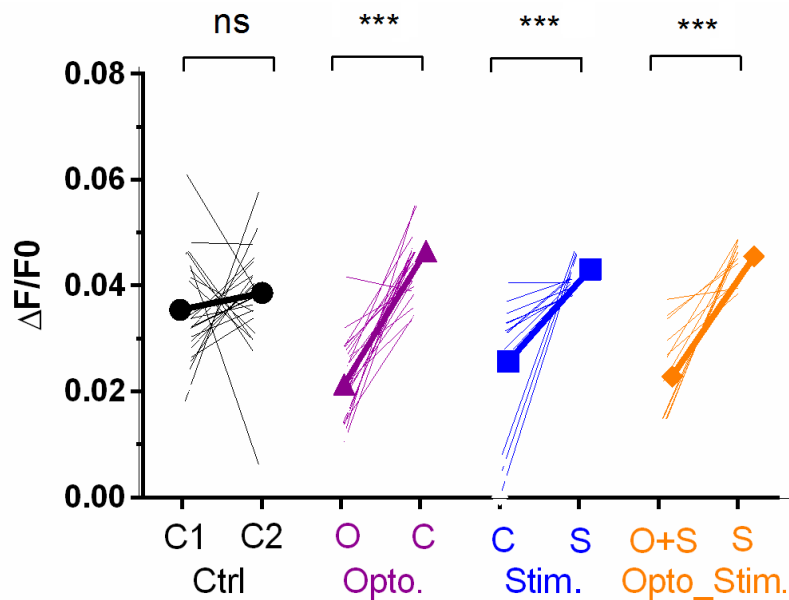 ns *** *** ***
0.08
0.06
0.04
0.02
0.00
ΔF/F0
C1 C2 O C C S O+S S
Ctrl Opto. Stim. Opto_Stim.